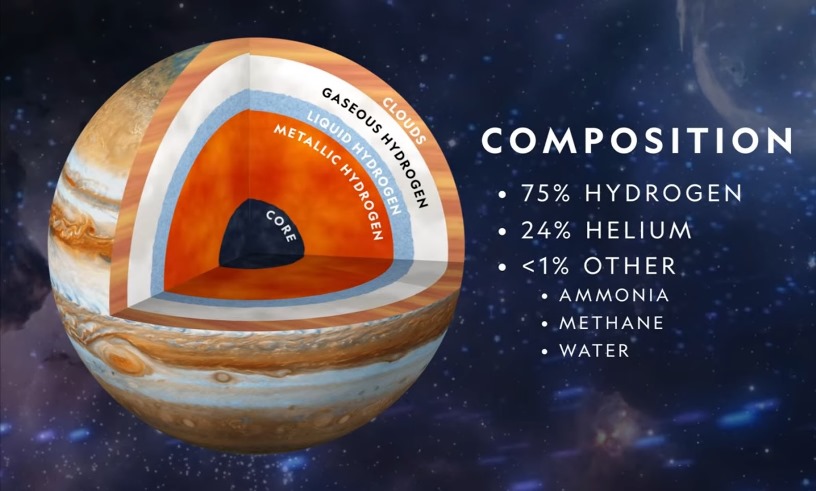 CLOUDS
GASEOUS HYDROGEN
LIQUID HYDROGEN
METALLIC HYDROGEN
CORE
COMPOSITION
• 75% HYDROGEN
• 24% HELIUM
• <1% OTHER
• AMMONIA
• METHANE
• WATER